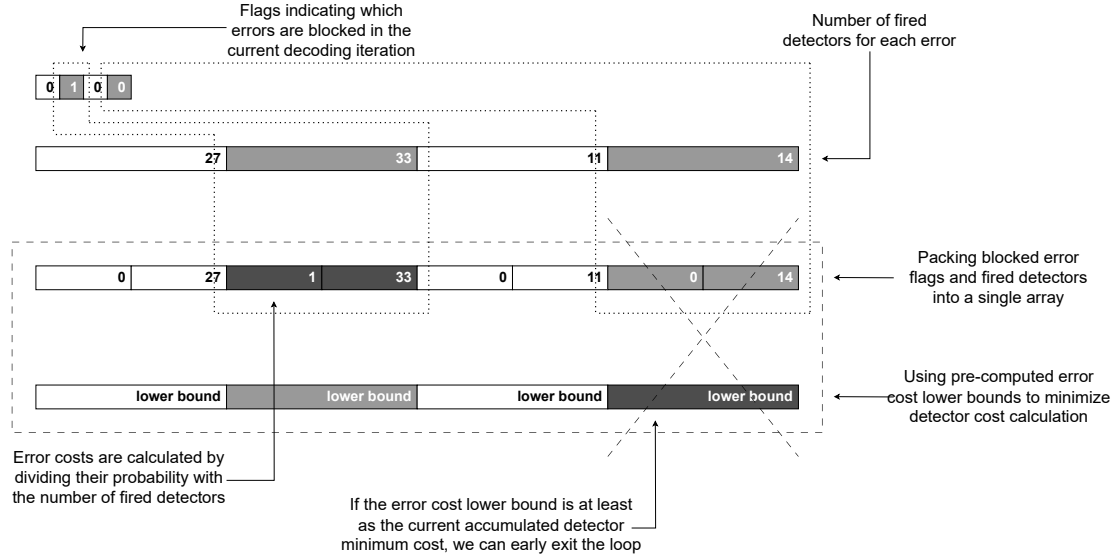 Flags indicating which
errors are blocked in the
current decoding iteration
Number of fired
detectors for each error
0 1 0 0
27 33 11 14
0 27 1 33 0 11 0 14
Packing blocked error
flags and fired detectors
into a single array
lower bound lower bound lower bound lower bound
Using pre-computed error
cost lower bounds to minimize
detector cost calculation
Error costs are calculated by
dividing their probability with
the number of fired detectors
If the error cost lower bound is at least
as the current accumulated detector
minimum cost, we can early exit the loop